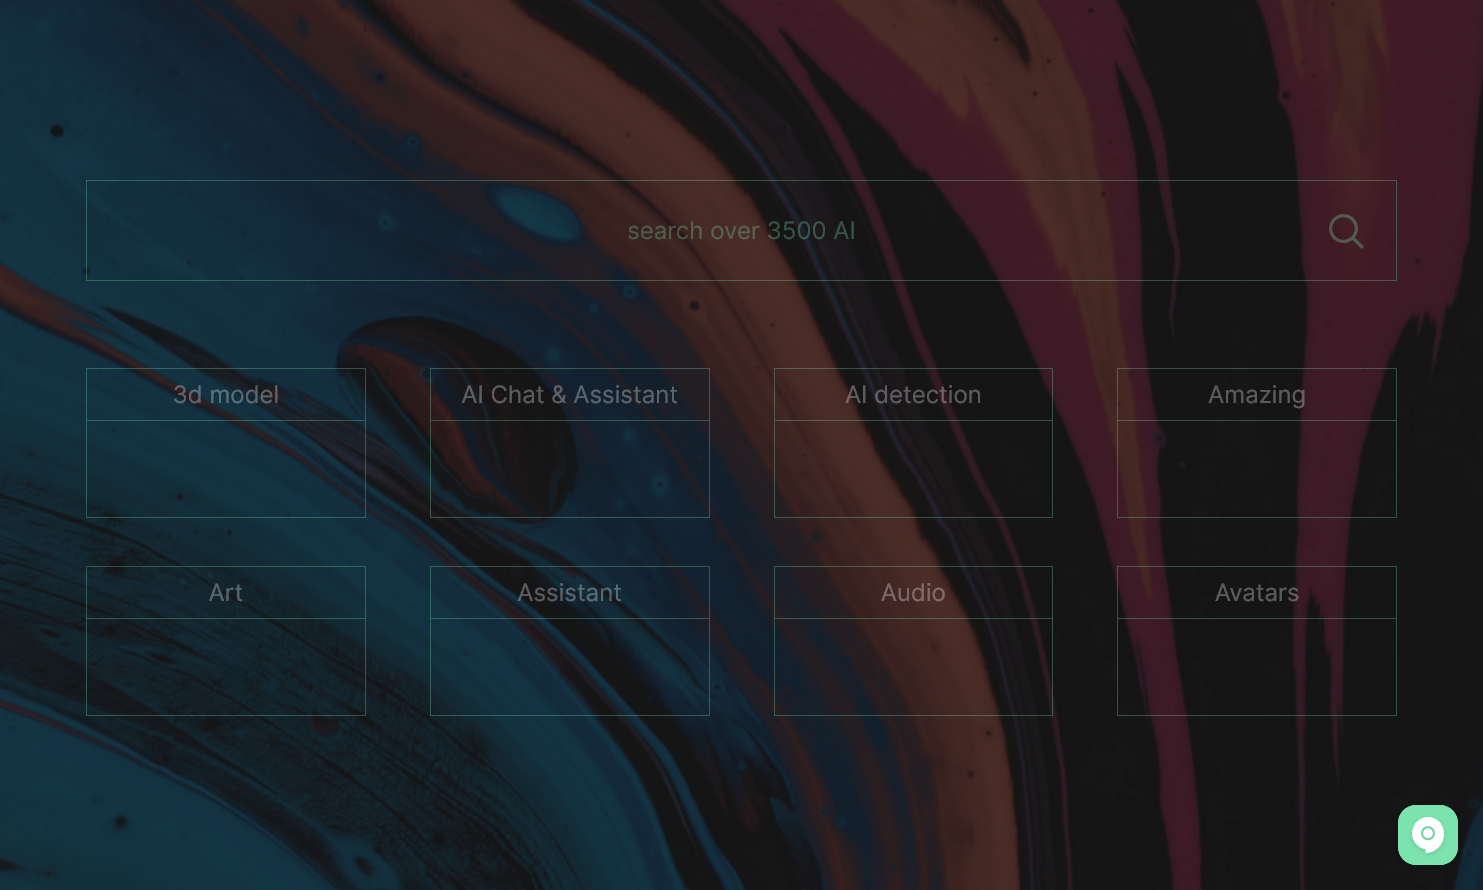 search over 3500 AI
3d model
AI Chat & Assistant
AI detection
Amazing
Art
Assistant
Audio
Avatars